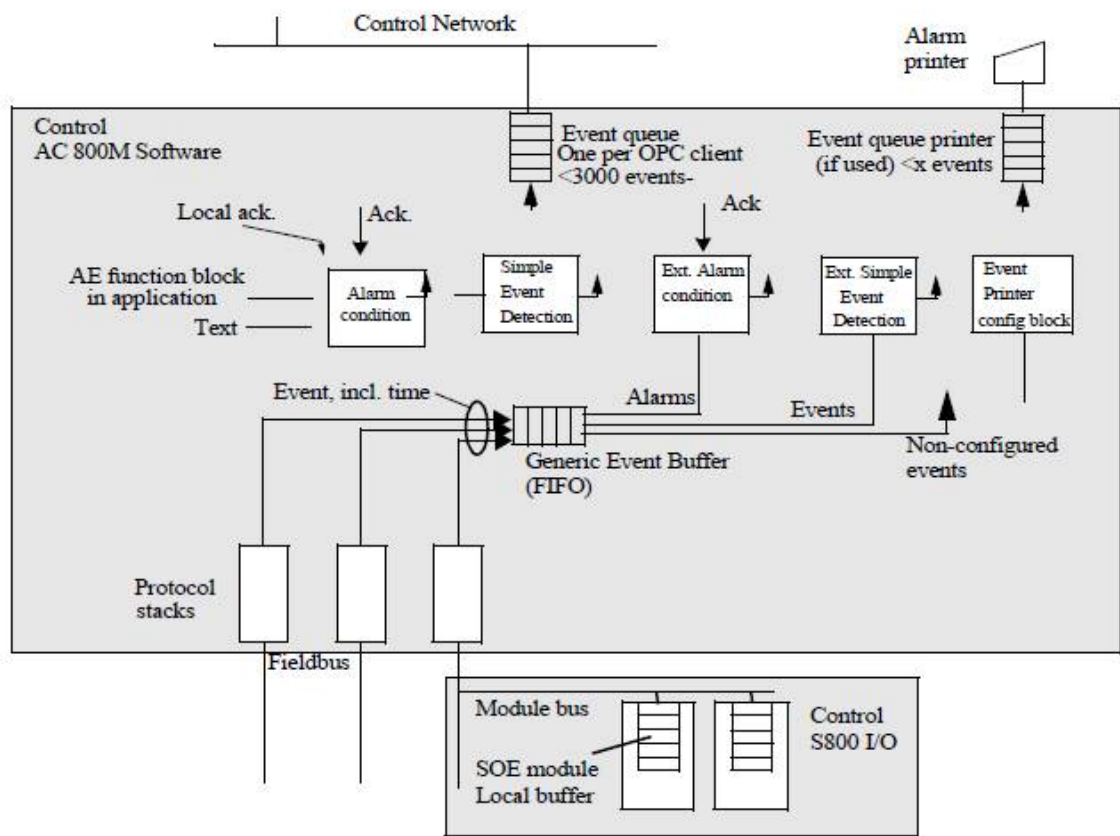 Control Network
Alarm
printer
Control
AC 800M Software
Event queue
One per OPC client
<3000 events-
Event queue printer
(if used) <x events
Local ack.
Ack.
Ack
AE function block
in application
Text
Alarm
condition
Simple
Event
Detection
Ext. Alarm
condition
Ext. Simple
Event
Detection
Event
Printer
config block
Event, incl. time
Alarms
Events
Generic Event Buffer
(FIFO)
Non-configured
events
Protocol
stacks
Fieldbus
Module bus
Control
S800 I/O
SOE module
Local buffer